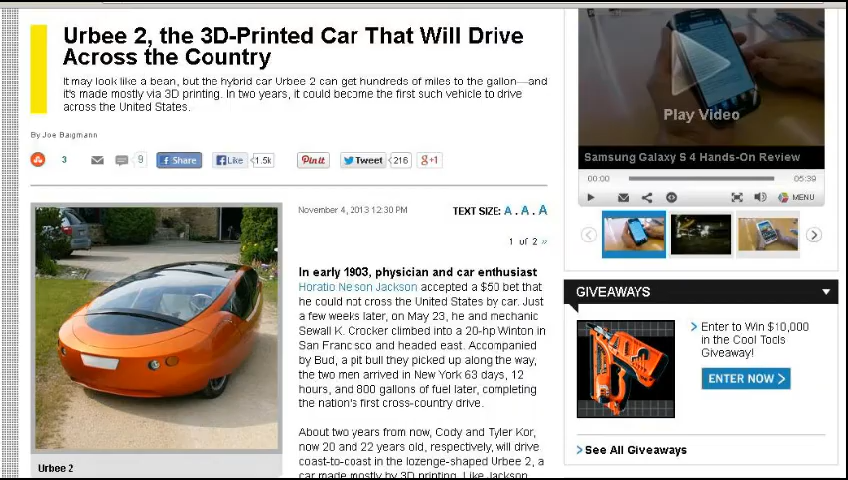 Urbee 2, the 3D-Printed Car That Will Drive
Across the Country
It may look like a bean, but the hybrid car Urbee 2 can get hundreds of miles to the gallon—and
it's made mostly via 3D printing. In two years, it could become the first such vehicle to drive
across the United States.
By Joe Bargmann
3
9
Share
Like
1.5k
Pin it
Tweet
216
+1
November 4, 2013 12:30 PM
TEXT SIZE: A . A . A
1 of 2 »
In early 1903, physician and car enthusiast
Horatio Nelson Jackson accepted a $50 bet that
he could not cross the United States by car. Just
a few weeks later, on May 23, he and mechanic
Sewall K. Crocker climbed into a 20-hp Winton in
San Francisco and headed east. Accompanied
by Bud, a pit bull they picked up along the way,
the two men arrived in New York 63 days, 12
hours, and 800 gallons of fuel later, completing
the nation's first cross-country drive.
About two years from now, Cody and Tyler Kor,
now 20 and 22 years old, respectively, will drive
coast-to-coast in the lozenge-shaped Urbee 2, a
car made mostly by 3D printing. Like Jackson
Urbee 2
Play Video
Samsung Galaxy S 4 Hands-On Review
00:00
05:39
MENU
GIVEAWAYS
Enter to Win $10,000
in the Cool Tools
Giveaway!
ENTER NOW >
See All Giveaways